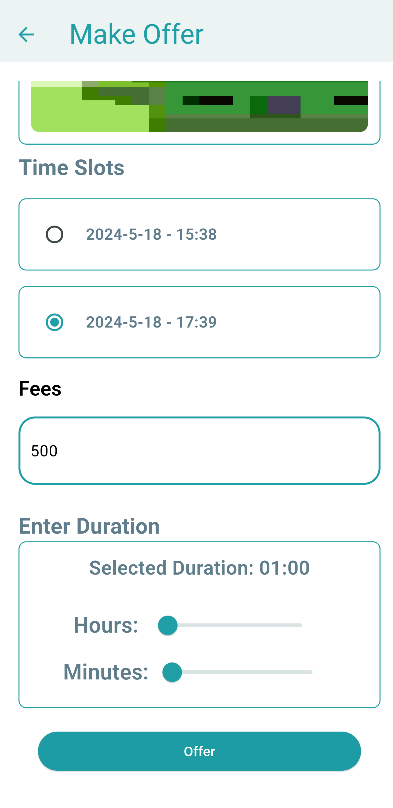 Make Offer
Time Slots
2024-5-18 - 15:38
2024-5-18 - 17:39
Fees
500
Enter Duration
Selected Duration: 01:00
Hours:
Minutes:
Offer